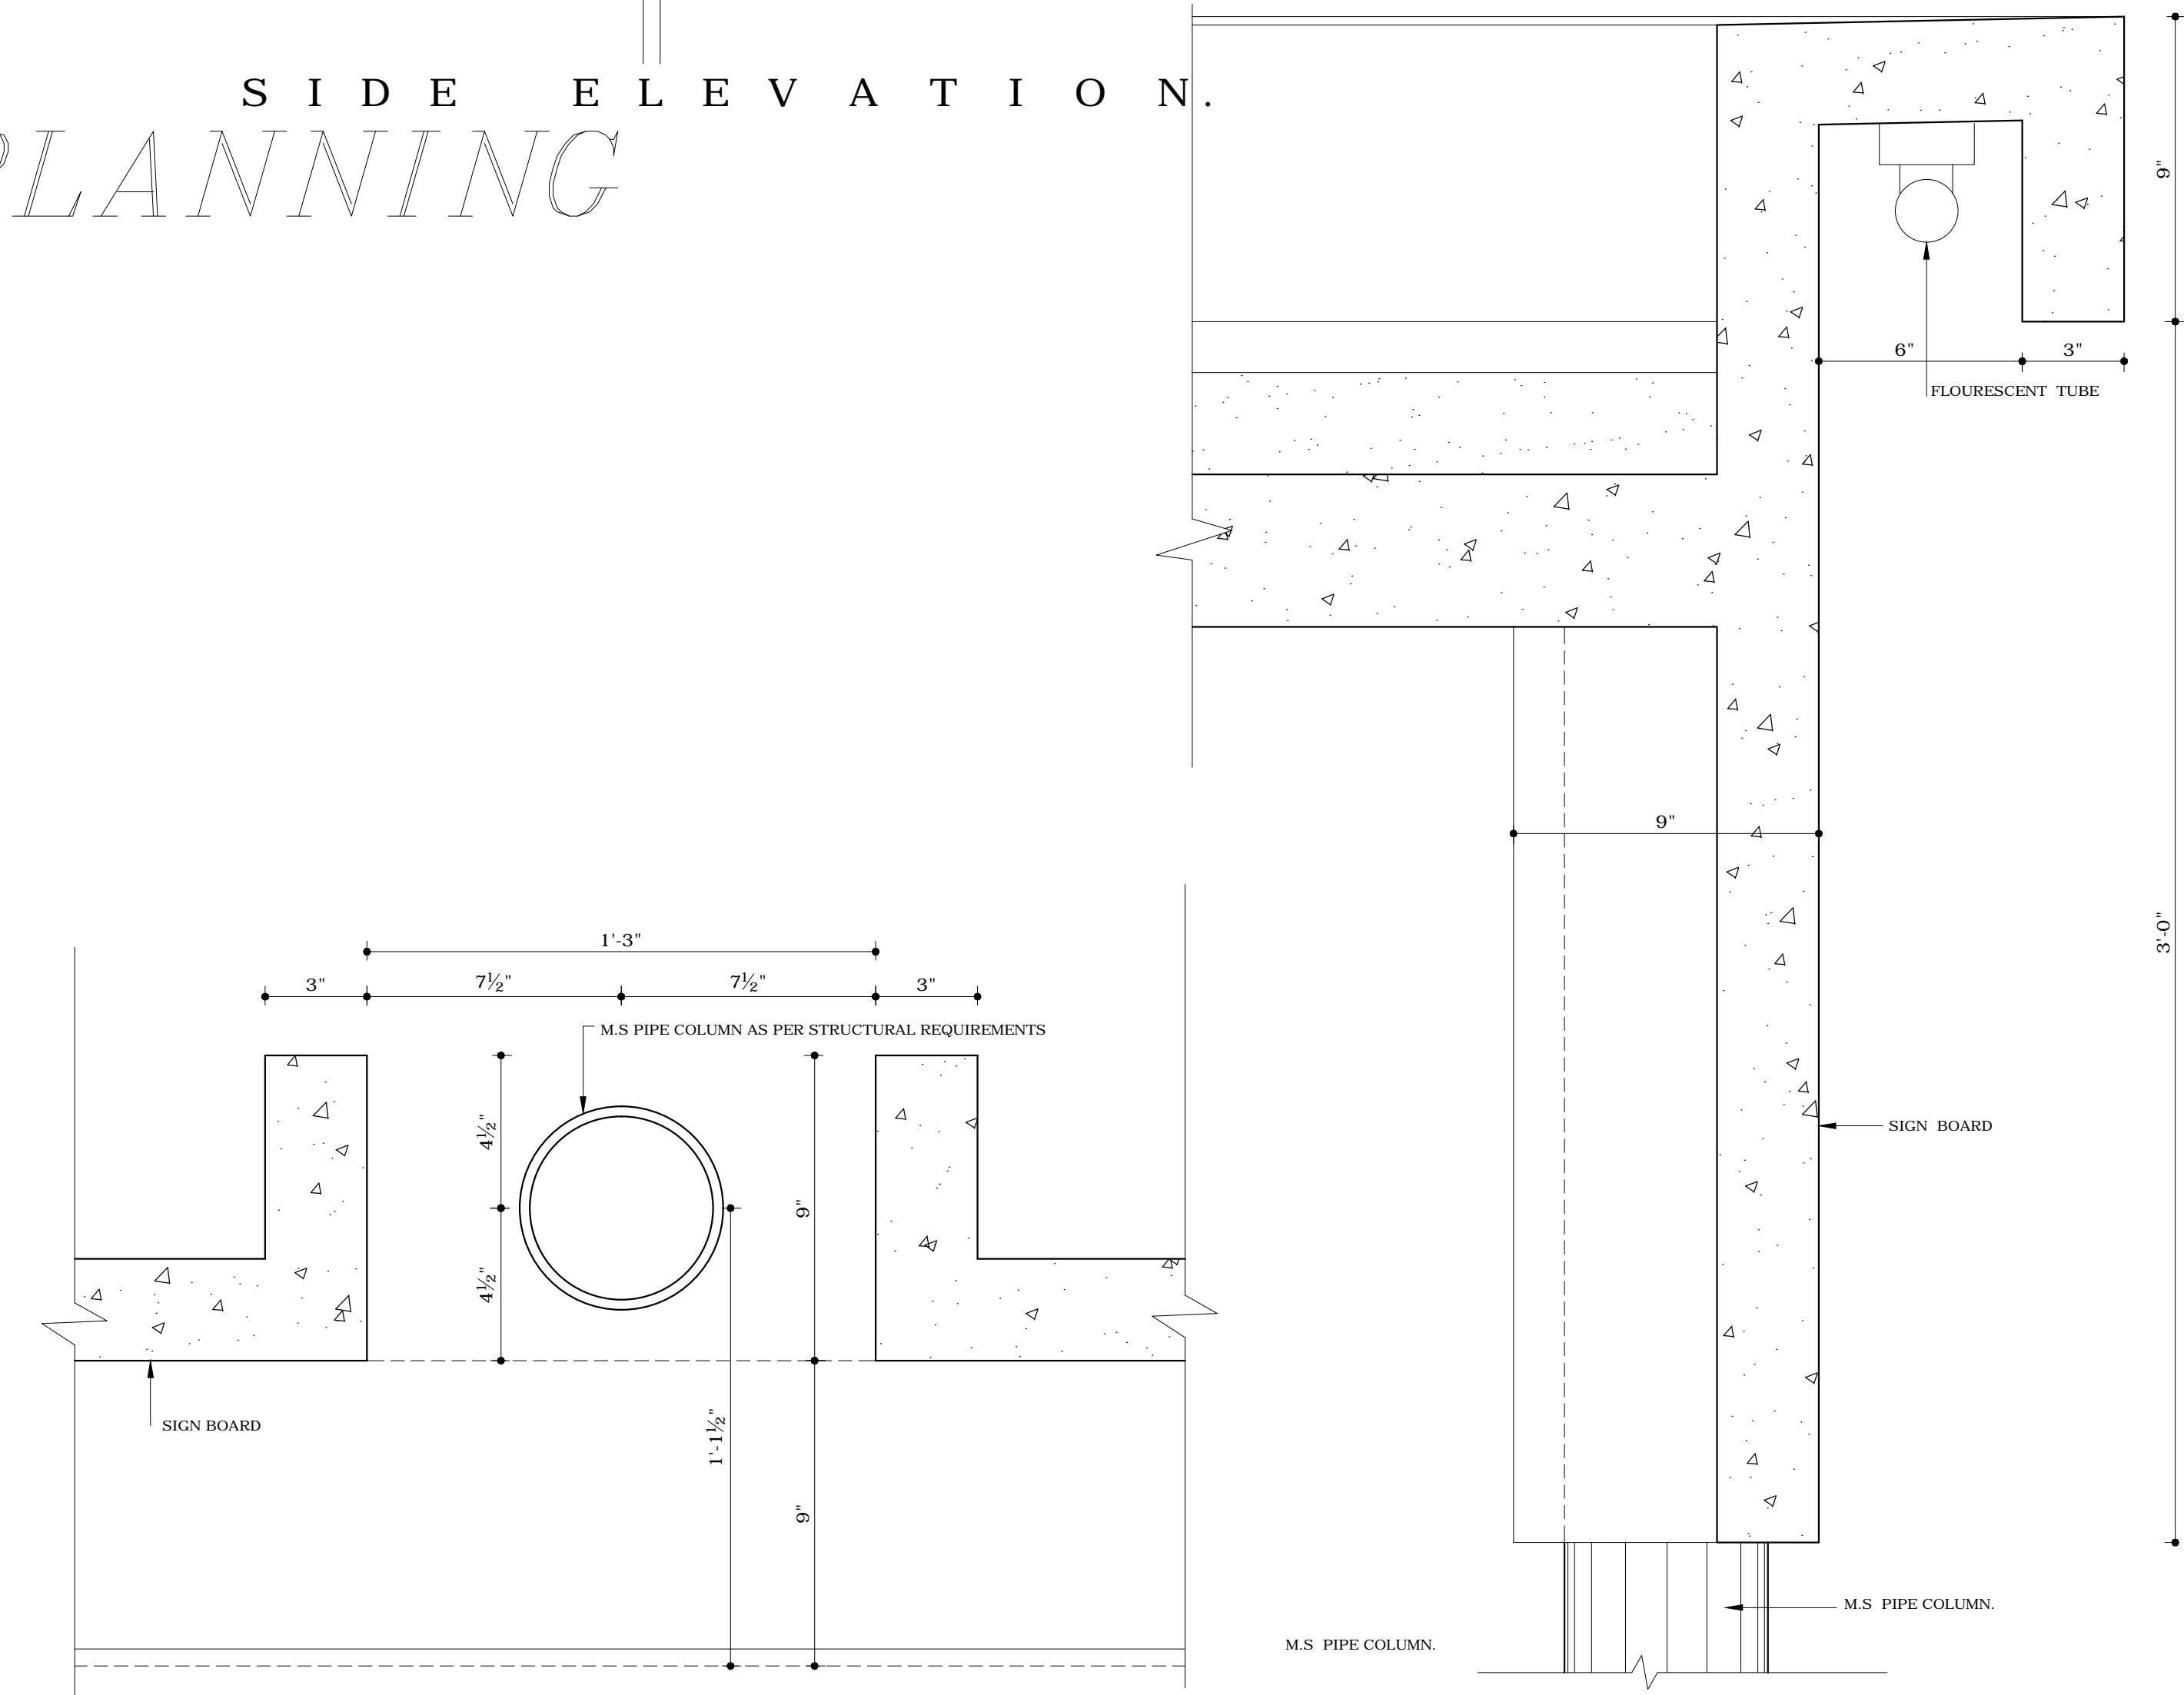 SIDE ELEVATION.
PLANNING
9"
6"
3"
FLOURESCENT TUBE
9"
3'-0"
1'-3"
3"
7½"
7½"
3"
M.S PIPE COLUMN AS PER STRUCTURAL REQUIREMENTS
4½"
9"
4½"
SIGN BOARD
SIGN BOARD
1'-1½"
9"
M.S PIPE COLUMN.
M.S PIPE COLUMN.